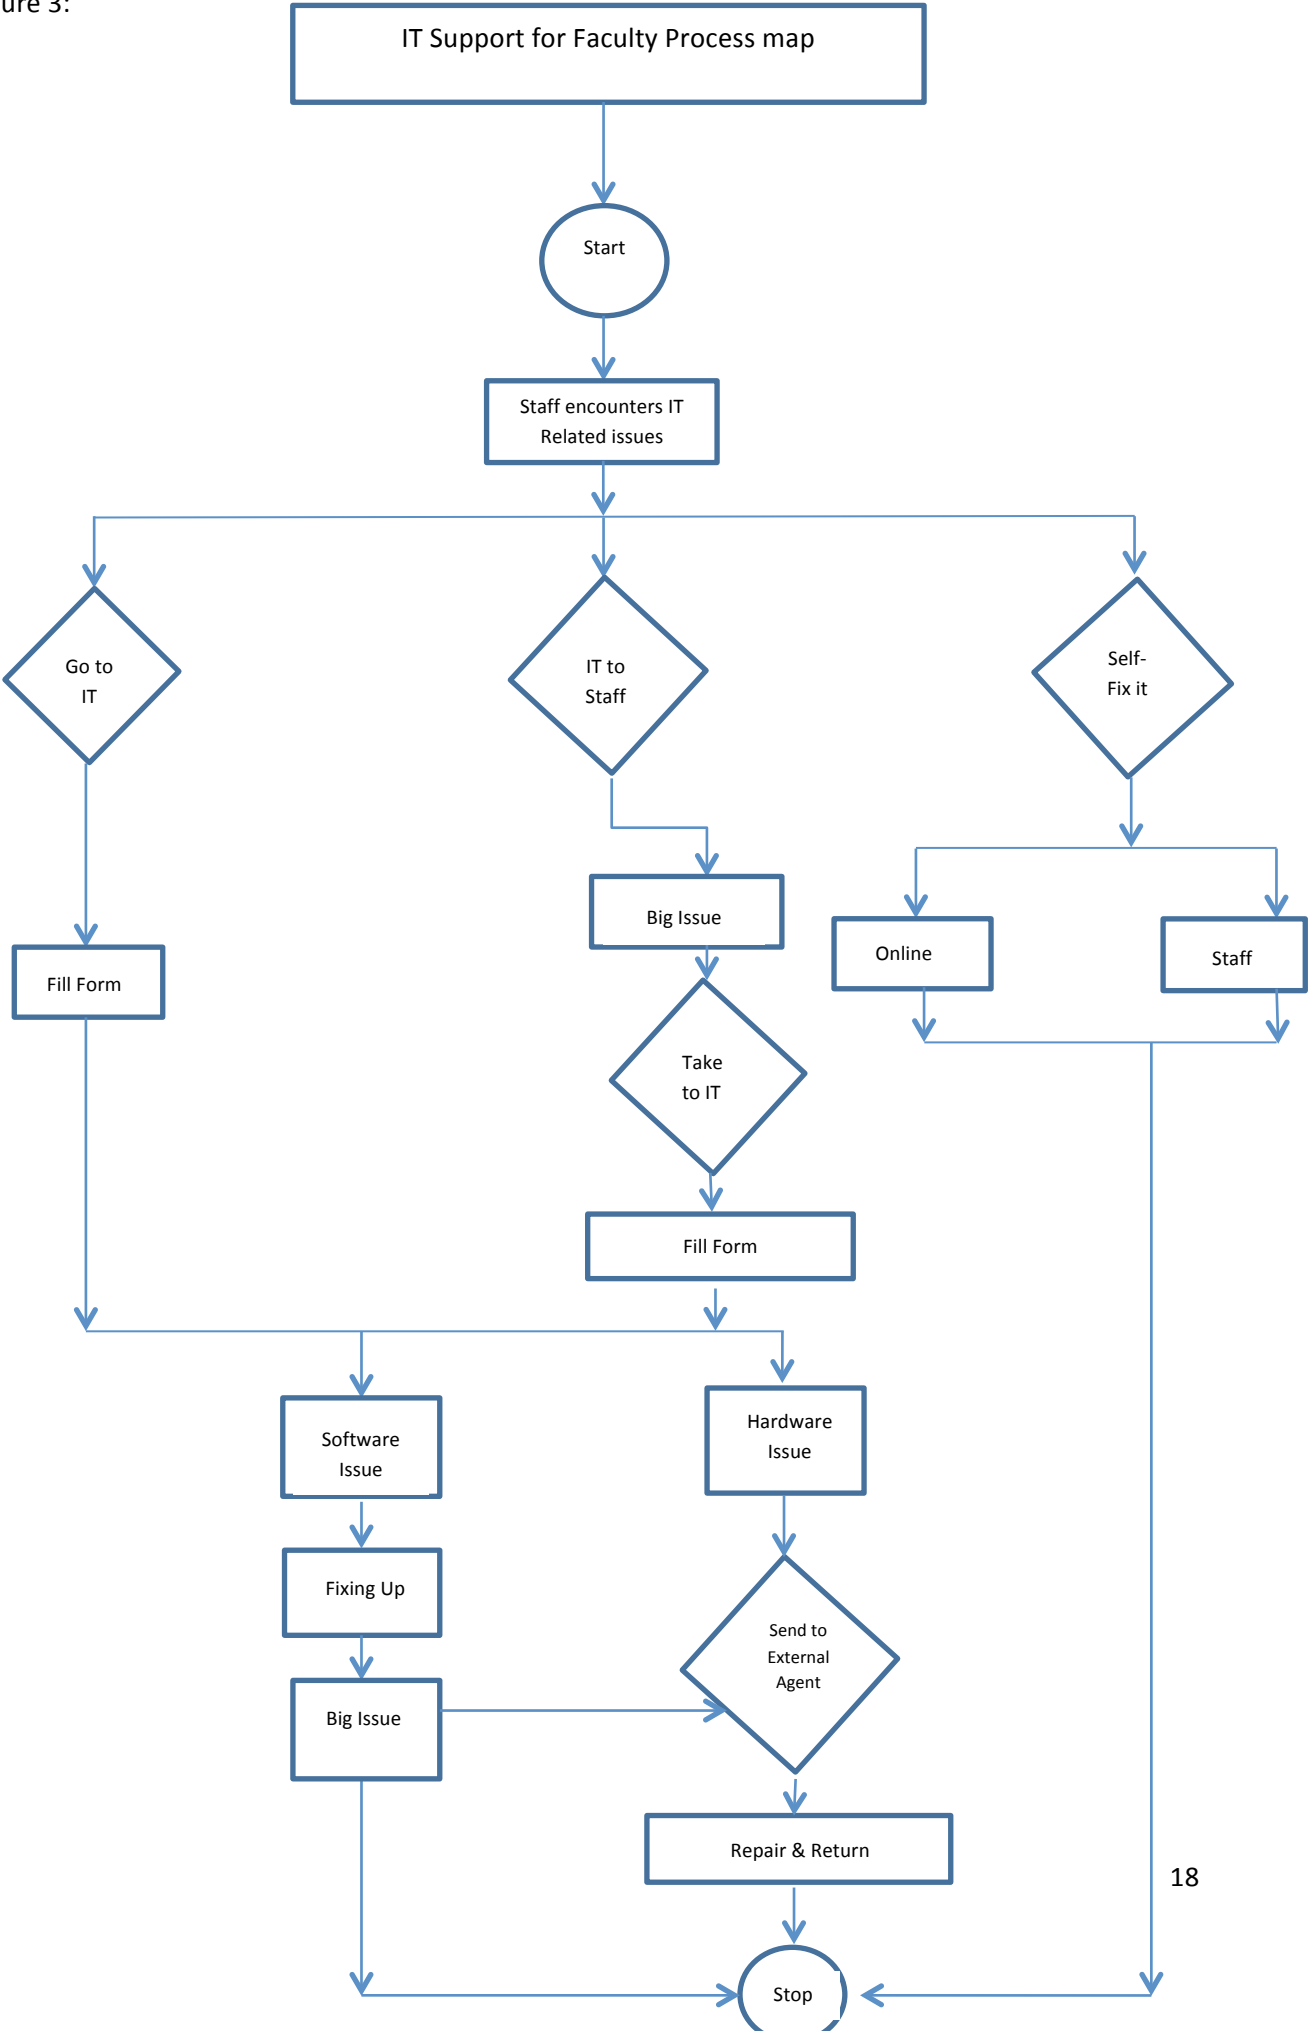 ure 3:
IT Support for Faculty Process map
Start
Staff encounters IT
Related issues
Go to
IT
IT to
Staff
Self-
Fix it
Big Issue
Online
Staff
Fill Form
Take
to IT
Fill Form
Software
Issue
Hardware
Issue
Fixing Up
Send to
External
Agent
Big Issue
Repair & Return
18
Stop